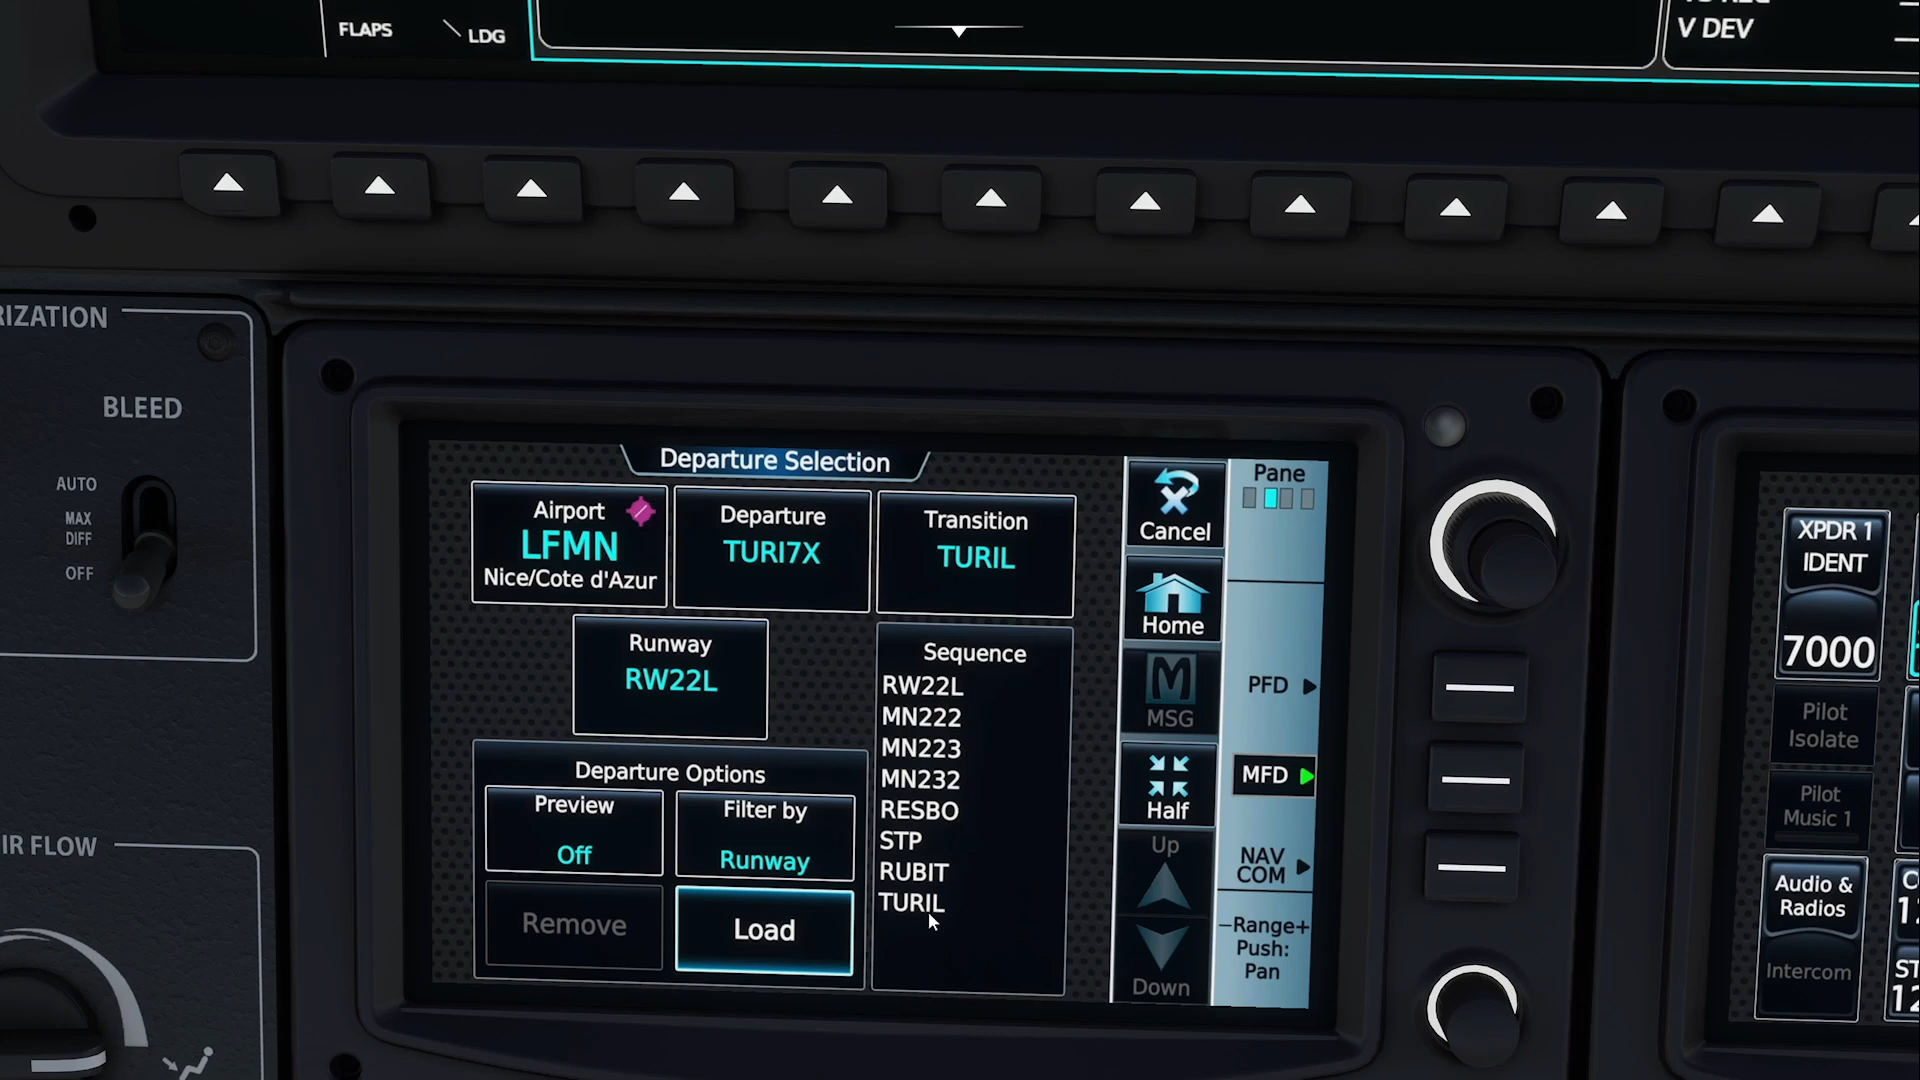 FLAPS
LDG
V DEV
RIZATION
BLEED
AUTO
MAX
DIFF
OFF
IR FLOW
Departure Selection
Airport
LFMN
Nice/Cote d'Azur
Departure
TURI7X
Transition
TURIL
Runway
RW22L
Sequence
RW22L
MN222
MN223
MN232
RESBO
STP
RUBIT
TURIL
Departure Options
Preview
Off
Filter by
Runway
Remove
Load
Cancel
Home
MSG
Half
Up
Down
Pane
PFD
MFD
NAV
COM
−Range+
Push:
Pan
XPDR 1
IDENT
7000
Pilot
Isolate
Pilot
Music 1
Audio &
Radios
Intercom